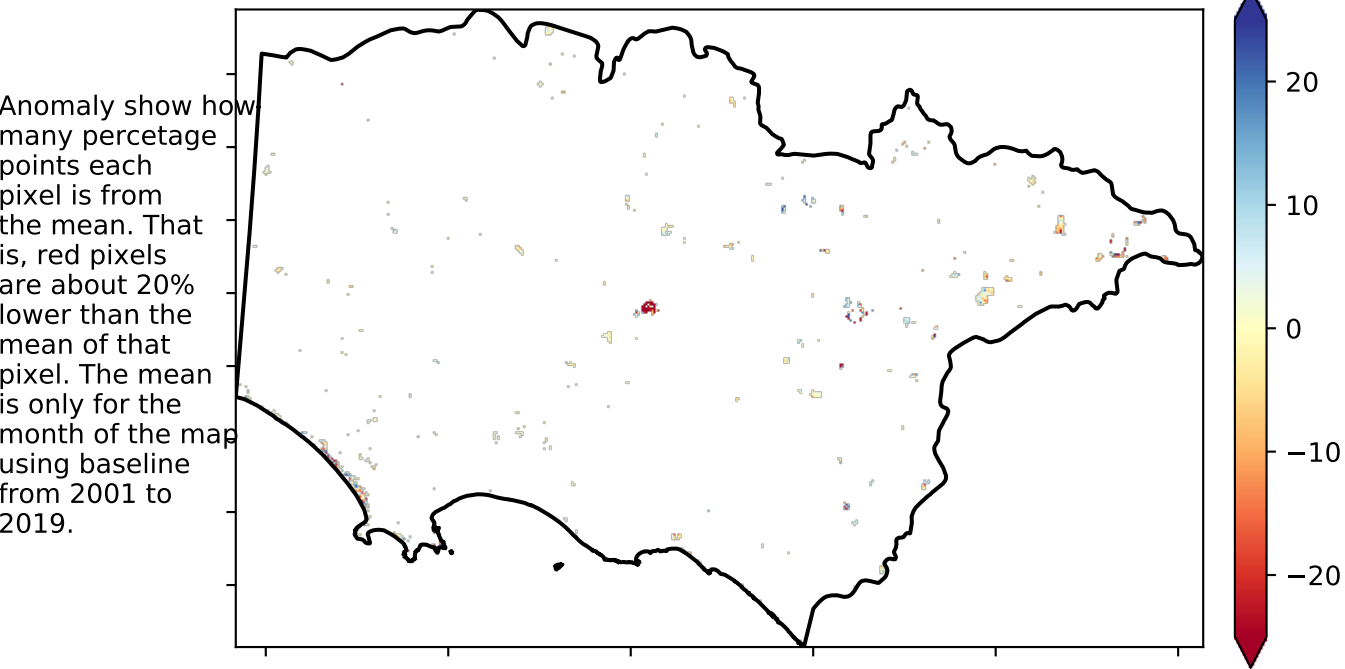 Anomaly show how
many percetage
points each
pixel is from
the mean. That
is, red pixels
are about 20%
lower than the
mean of that
pixel. The mean
is only for the
month of the map
using baseline
from 2001 to
2019.
20
10
0
−10
−20